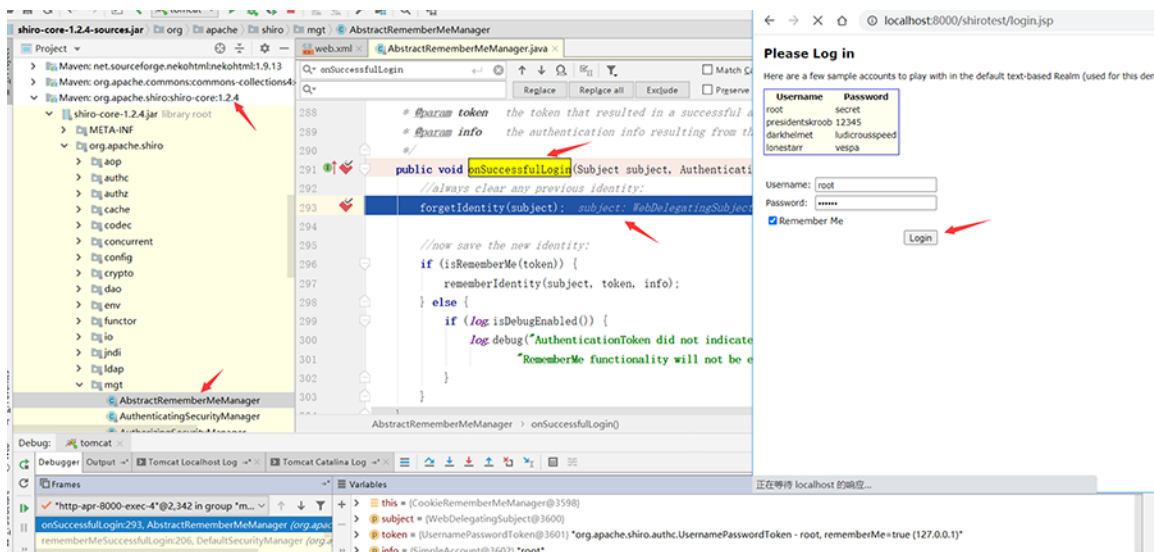 tomcat
shiro-core-1.2.4-sources.jar org apache shiro mgt AbstractRememberMeManager
Project
Maven: net.sourceforge.nekohtml:nekohtml:1.9.13
Maven: org.apache.commons:commons-collections4:
Maven: org.apache.shiro:shiro-core:1.2.4
shiro-core-1.2.4.jar library root
META-INF
org.apache.shiro
aop
authc
authz
cache
codec
concurrent
config
crypto
dao
env
functor
io
jndi
ldap
mgt
AbstractRememberMeManager
AuthenticatingSecurityManager
AuthorizingSecurityManager
web.xml AbstractRememberMeManager.java
onSuccessfulLogin Match
Replace Replace all Exclude Preserve
288 * @param token the token that resulted in a successful a
289 * @param info the authentication info resulting from th
290 */
291 public void onSuccessfulLogin(Subject subject, Authenticati
292 //always clear any previous identity:
293 forgetIdentity(subject); subject: WebDelegatingSubject
294
295 //now save the new identity:
296 if (isRememberMe(token)) {
297 rememberIdentity(subject, token, info);
298 } else {
299 if (log.isDebugEnabled()) {
300 log.debug("AuthenticationToken did not indicate
301 "RememberMe functionality will not be e
302 }
303 }
AbstractRememberMeManager > onSuccessfulLogin()
localhost:8000/shirotest/login.jsp
Please Log in
Here are a few sample accounts to play with in the default text-based Realm (used for this der
Username Password
root secret
presidentskroob 12345
darkhelmet ludicrousspeed
lonestarr vespa
Username: root
Password: ••••••
Remember Me
Login
正在等待 localhost 的响应...
Debug: tomcat
Debugger Output Tomcat Localhost Log Tomcat Catalina Log
Frames
Variables
"http-apr-8000-exec-4"@2,342 in group "m...
onSuccessfulLogin:293, AbstractRememberMeManager (org.apac
rememberMeSuccessfulLogin:206, DefaultSecurityManager (org.a
this = {CookieRememberMeManager@3598}
subject = {WebDelegatingSubject@3600}
token = {UsernamePasswordToken@3601} "org.apache.shiro.authc.UsernamePasswordToken - root, rememberMe=true (127.0.0.1)"
info = {SimpleAccount@3602} "root"